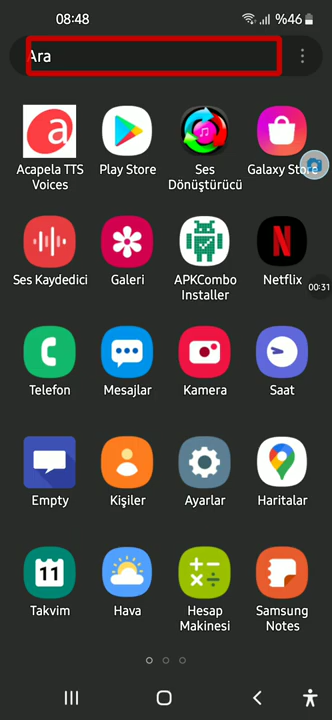 08:48
%46
Ara
Acapela TTS
Voices
Play Store
Ses
Dönüştürücü
Galaxy Store
Ses Kaydedici
Galeri
APKCombo
Installer
Netflix
00:31
Telefon
Mesajlar
Kamera
Saat
Empty
Kişiler
Ayarlar
Haritalar
11
Takvim
Hava
Hesap
Makinesi
Samsung
Notes